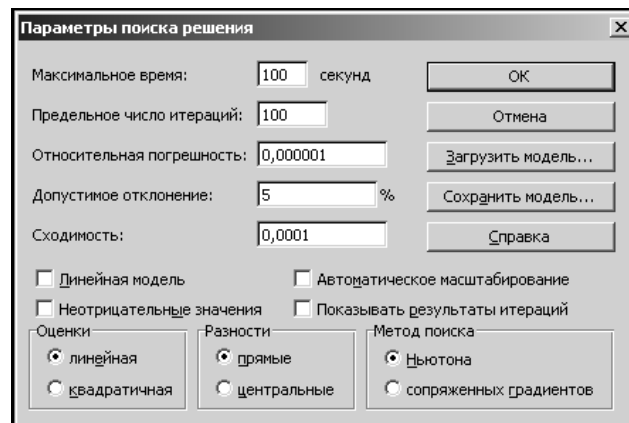 Параметры поиска решения
Максимальное время: 100 секунд
OK
Предельное число итераций: 100
Отмена
Относительная погрешность: 0,000001
Загрузить модель...
Допустимое отклонение: 5 %
Сохранить модель...
Сходимость: 0,0001
Справка
Линейная модель
Автоматическое масштабирование
Неотрицательные значения
Показывать результаты итераций
Оценки
линейная
квадратичная
Разности
прямые
центральные
Метод поиска
Ньютона
сопряженных градиентов